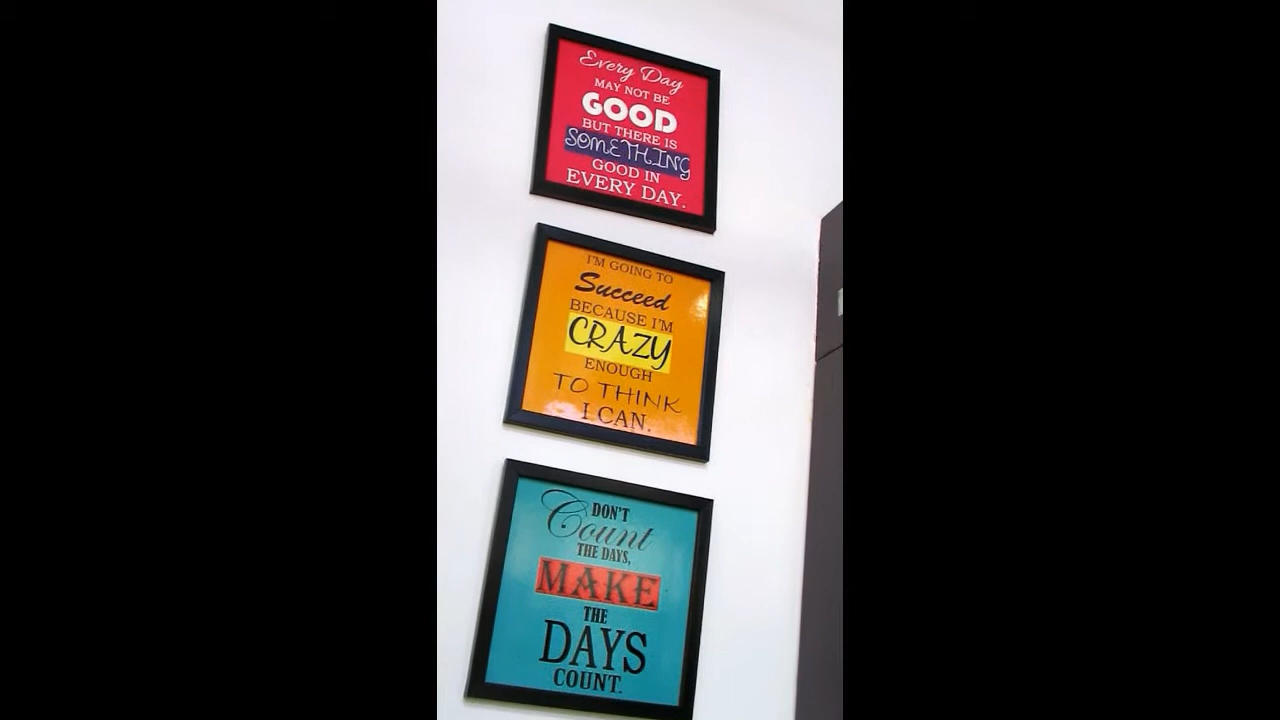 Every Day
MAY NOT BE
GOOD
BUT THERE IS
SOMETHING
GOOD IN
EVERY DAY.
I'M GOING TO
Succeed
BECAUSE I'M
CRAZY
ENOUGH
TO THINK
I CAN.
DON'T
Count
THE DAYS,
MAKE
THE
DAYS
COUNT.